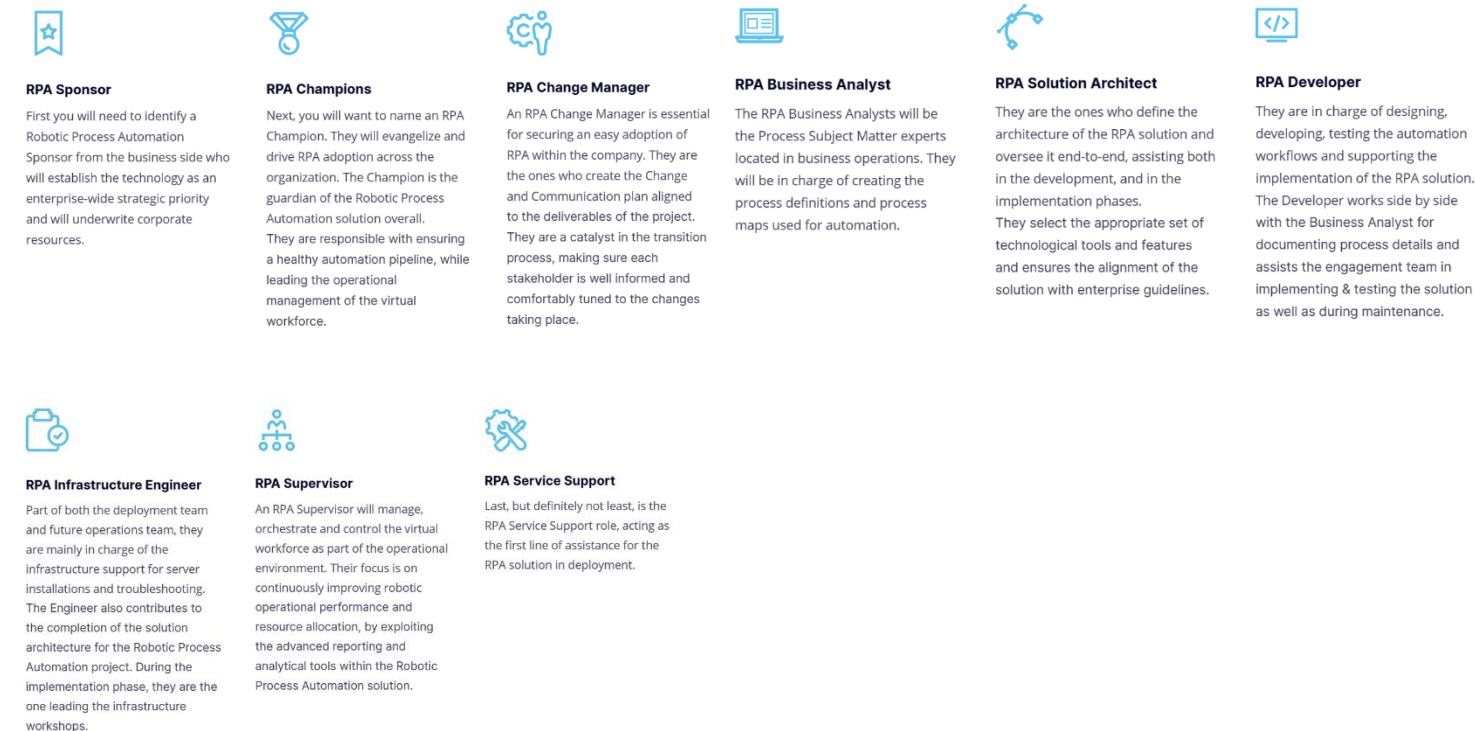 RPA Sponsor
First you will need to identify a
Robotic Process Automation
Sponsor from the business side who
will establish the technology as an
enterprise-wide strategic priority
and will underwrite corporate
resources.
RPA Champions
Next, you will want to name an RPA
Champion. They will evangelize and
drive RPA adoption across the
organization. The Champion is the
guardian of the Robotic Process
Automation solution overall.
They are responsible with ensuring
a healthy automation pipeline, while
leading the operational
management of the virtual
workforce.
RPA Change Manager
An RPA Change Manager is essential
for securing an easy adoption of
RPA within the company. They are
the ones who create the Change
and Communication plan aligned
to the deliverables of the project.
They are a catalyst in the transition
process, making sure each
stakeholder is well informed and
comfortably tuned to the changes
taking place.
RPA Business Analyst
The RPA Business Analysts will be
the Process Subject Matter experts
located in business operations. They
will be in charge of creating the
process definitions and process
maps used for automation.
RPA Solution Architect
They are the ones who define the
architecture of the RPA solution and
oversee it end-to-end, assisting both
in the development, and in the
implementation phases.
They select the appropriate set of
technological tools and features
and ensures the alignment of the
solution with enterprise guidelines.
</>
RPA Developer
They are in charge of designing,
developing, testing the automation
workflows and supporting the
implementation of the RPA solution.
The Developer works side by side
with the Business Analyst for
documenting process details and
assists the engagement team in
implementing & testing the solution
as well as during maintenance.
RPA Infrastructure Engineer
Part of both the deployment team
and future operations team, they
are mainly in charge of the
infrastructure support for server
installations and troubleshooting.
The Engineer also contributes to
the completion of the solution
architecture for the Robotic Process
Automation project. During the
implementation phase, they are the
one leading the infrastructure
workshops.
RPA Supervisor
An RPA Supervisor will manage,
orchestrate and control the virtual
workforce as part of the operational
environment. Their focus is on
continuously improving robotic
operational performance and
resource allocation, by exploiting
the advanced reporting and
analytical tools within the Robotic
Process Automation solution.
RPA Service Support
Last, but definitely not least, is the
RPA Service Support role, acting as
the first line of assistance for the
RPA solution in deployment.